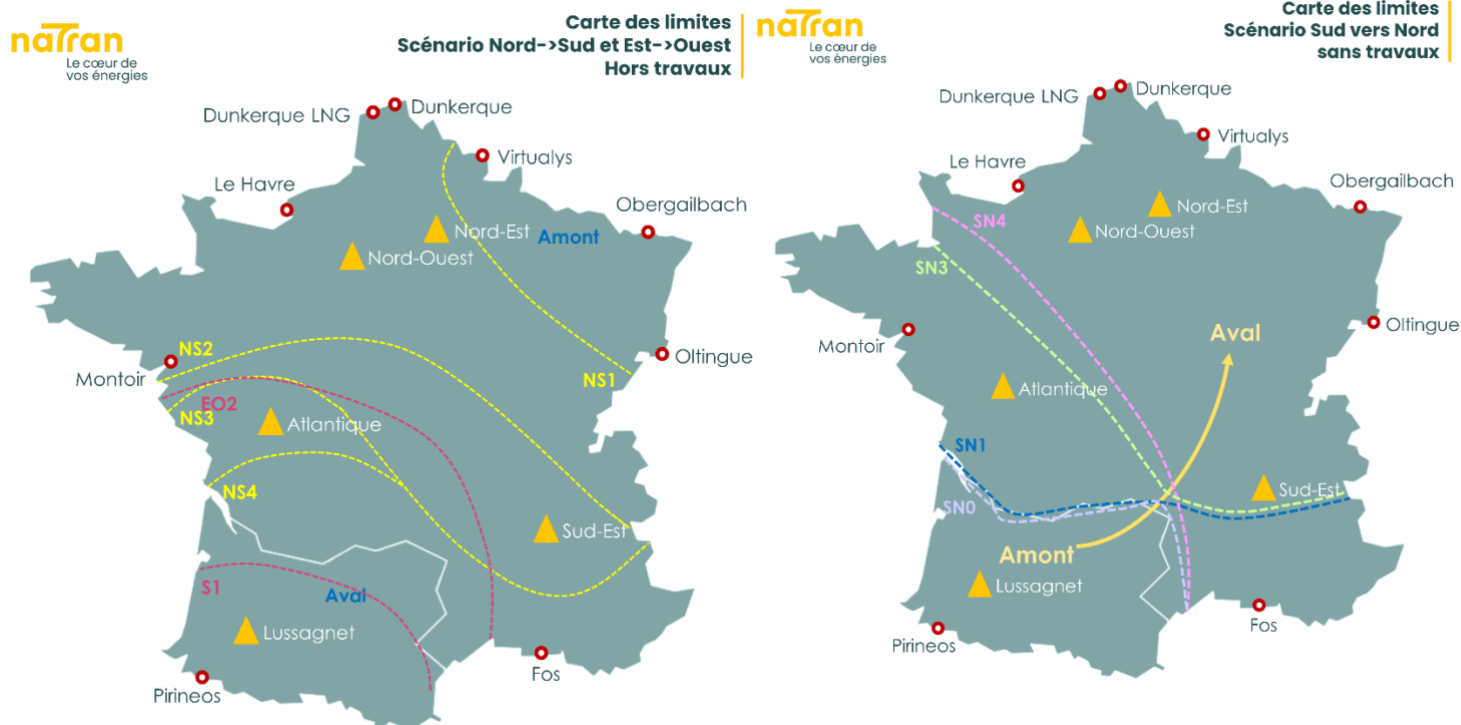 naTran
Le cœur de
vos énergies
Carte des limites
Scénario Nord->Sud et Est->Ouest
Hors travaux
Dunkerque LNG
Dunkerque
Virtualys
Le Havre
Obergailbach
Nord-Est
Amont
Nord-Ouest
NS2
Oltingue
Montoir
NS1
EO2
NS3
Atlantique
NS4
Sud-Est
S1
Aval
Lussagnet
Fos
Pirineos
naTran
Le cœur de
vos énergies
Carte des limites
Scénario Sud vers Nord
sans travaux
Dunkerque LNG
Dunkerque
Virtualys
Le Havre
Obergailbach
Nord-Est
SN4
Nord-Ouest
SN3
Oltingue
Aval
Montoir
Atlantique
SN1
Sud-Est
SN0
Amont
Lussagnet
Fos
Pirineos